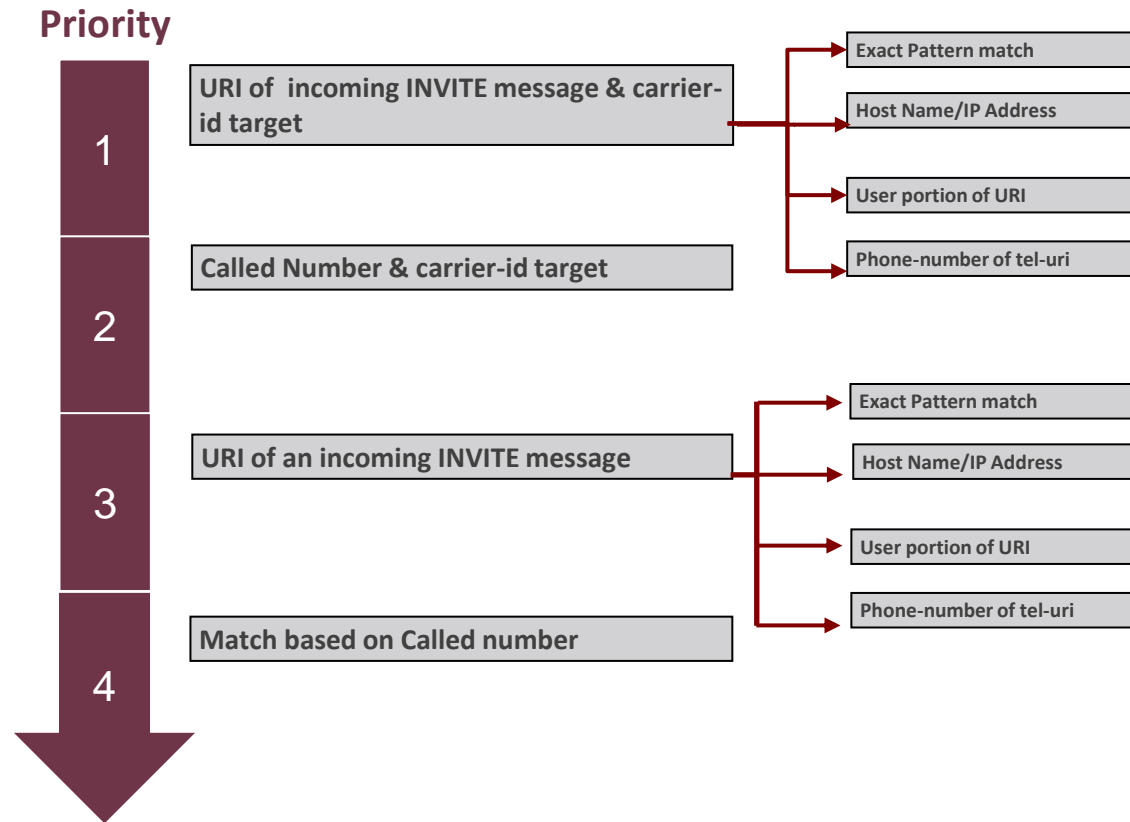 Priority
1
URI of  incoming INVITE message & carrier-
id target
Exact Pattern match
Host Name/IP Address
User portion of URI
Phone-number of tel-uri
2
Called Number & carrier-id target
3
URI of an incoming INVITE message
Exact Pattern match
Host Name/IP Address
User portion of URI
Phone-number of tel-uri
4
Match based on Called number